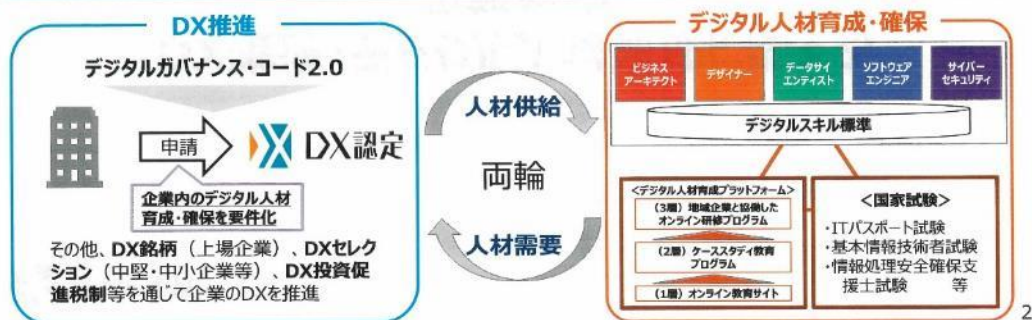 DX推進
デジタルガバナンス・コード2.0
申請
DX認定
企業内のデジタル人材
育成・確保を要件化
その他、DX銘柄（上場企業）、DXセレク
ション（中堅・中小企業等）、DX投資促
進税制等を通じて企業のDXを推進
人材供給
両輪
人材需要
デジタル人材育成・確保
ビジネス
アーキテクト
デザイナー
データサイ
エンティスト
ソフトウェア
エンジニア
サイバー
セキュリティ
デジタルスキル標準
＜デジタル人材育成プラットフォーム＞
（3層）地域企業と協働した
オンライン研修プログラム
（2層）ケーススタディ教育
プログラム
（1層）オンライン教育サイト
＜国家試験＞
・ITパスポート試験
・基本情報技術者試験
・情報処理安全確保支
援士試験　等
2